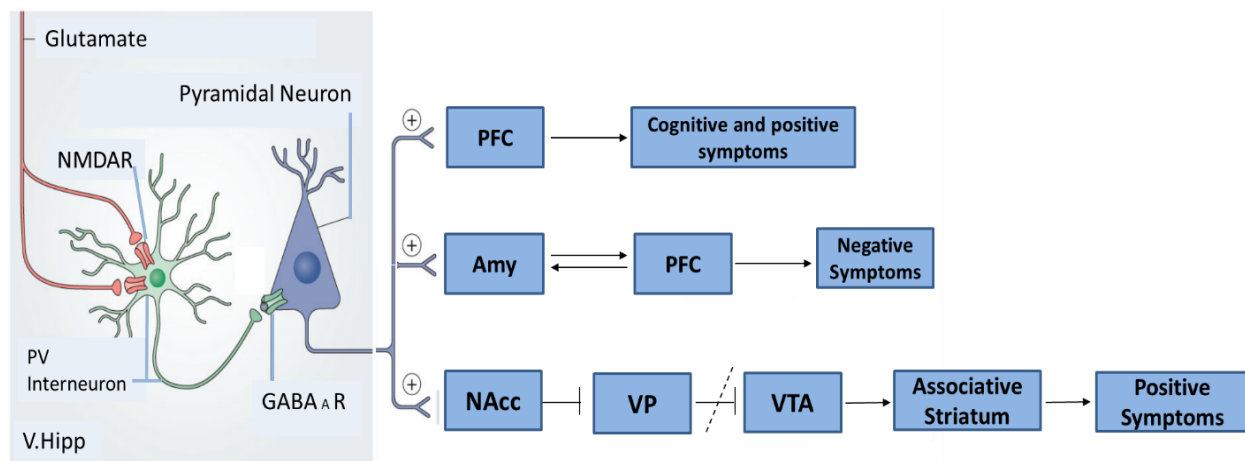 Glutamate
Pyramidal Neuron
NMDAR
PV
Interneuron
GABA A R
V.Hipp
+
PFC
Cognitive and positive
symptoms
+
Amy
PFC
Negative
Symptoms
+
NAcc
VP
VTA
Associative
Striatum
Positive
Symptoms